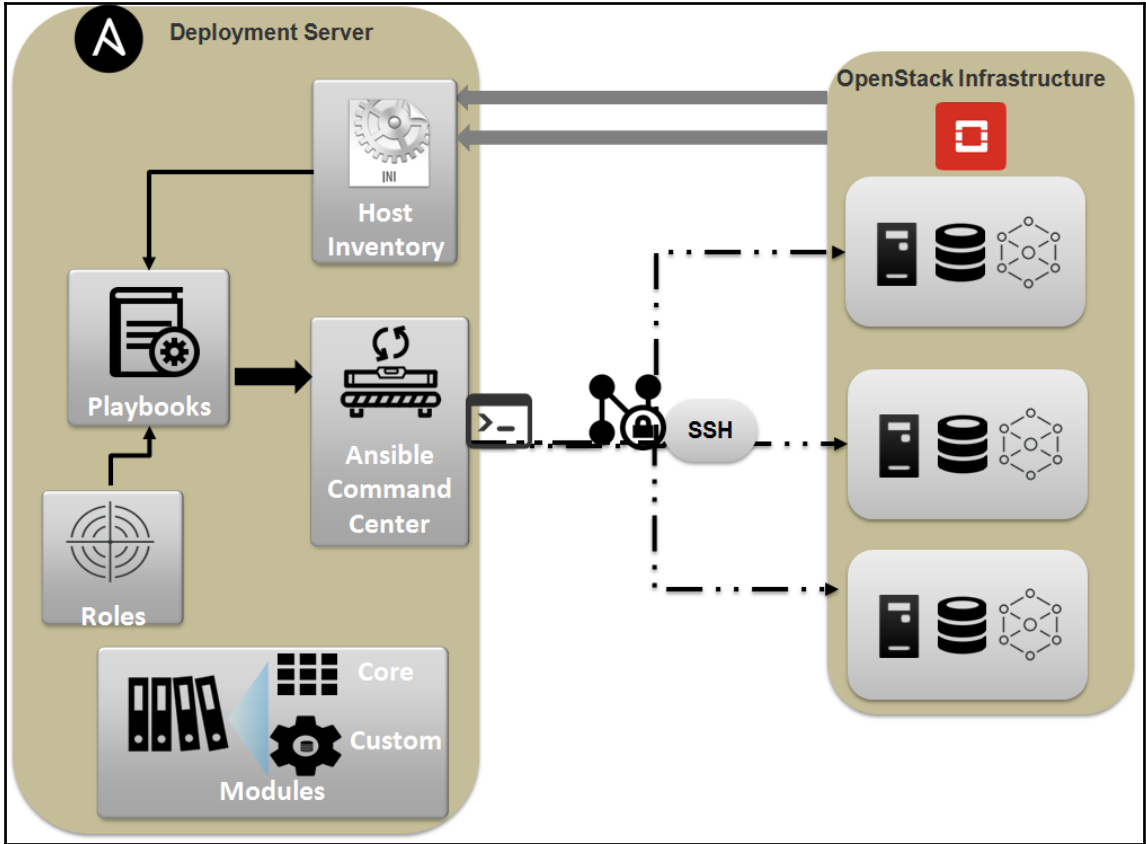 Deployment Server
OpenStack Infrastructure
INI
Host
Inventory
Playbooks
Ansible
Command
Center
SSH
Roles
Core
Custom
Modules